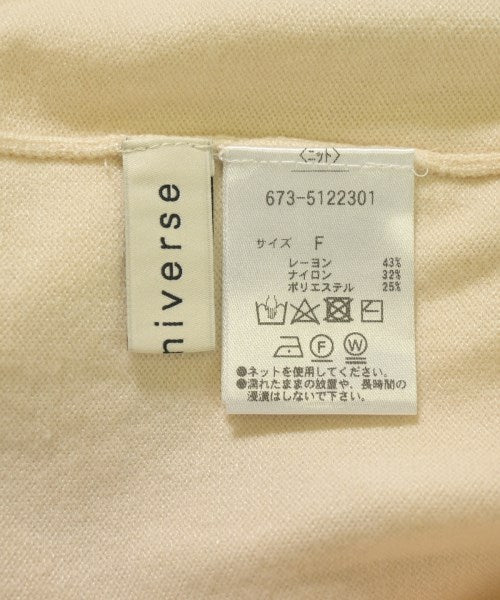 niverse
〈ニット〉
673-5122301
サイズ F
レーヨン 43%
ナイロン 32%
ポリエステル 25%
F W
●ネットを使用してください。
●濡れたままの放置や、長時間の
浸漬はしないで下さい。